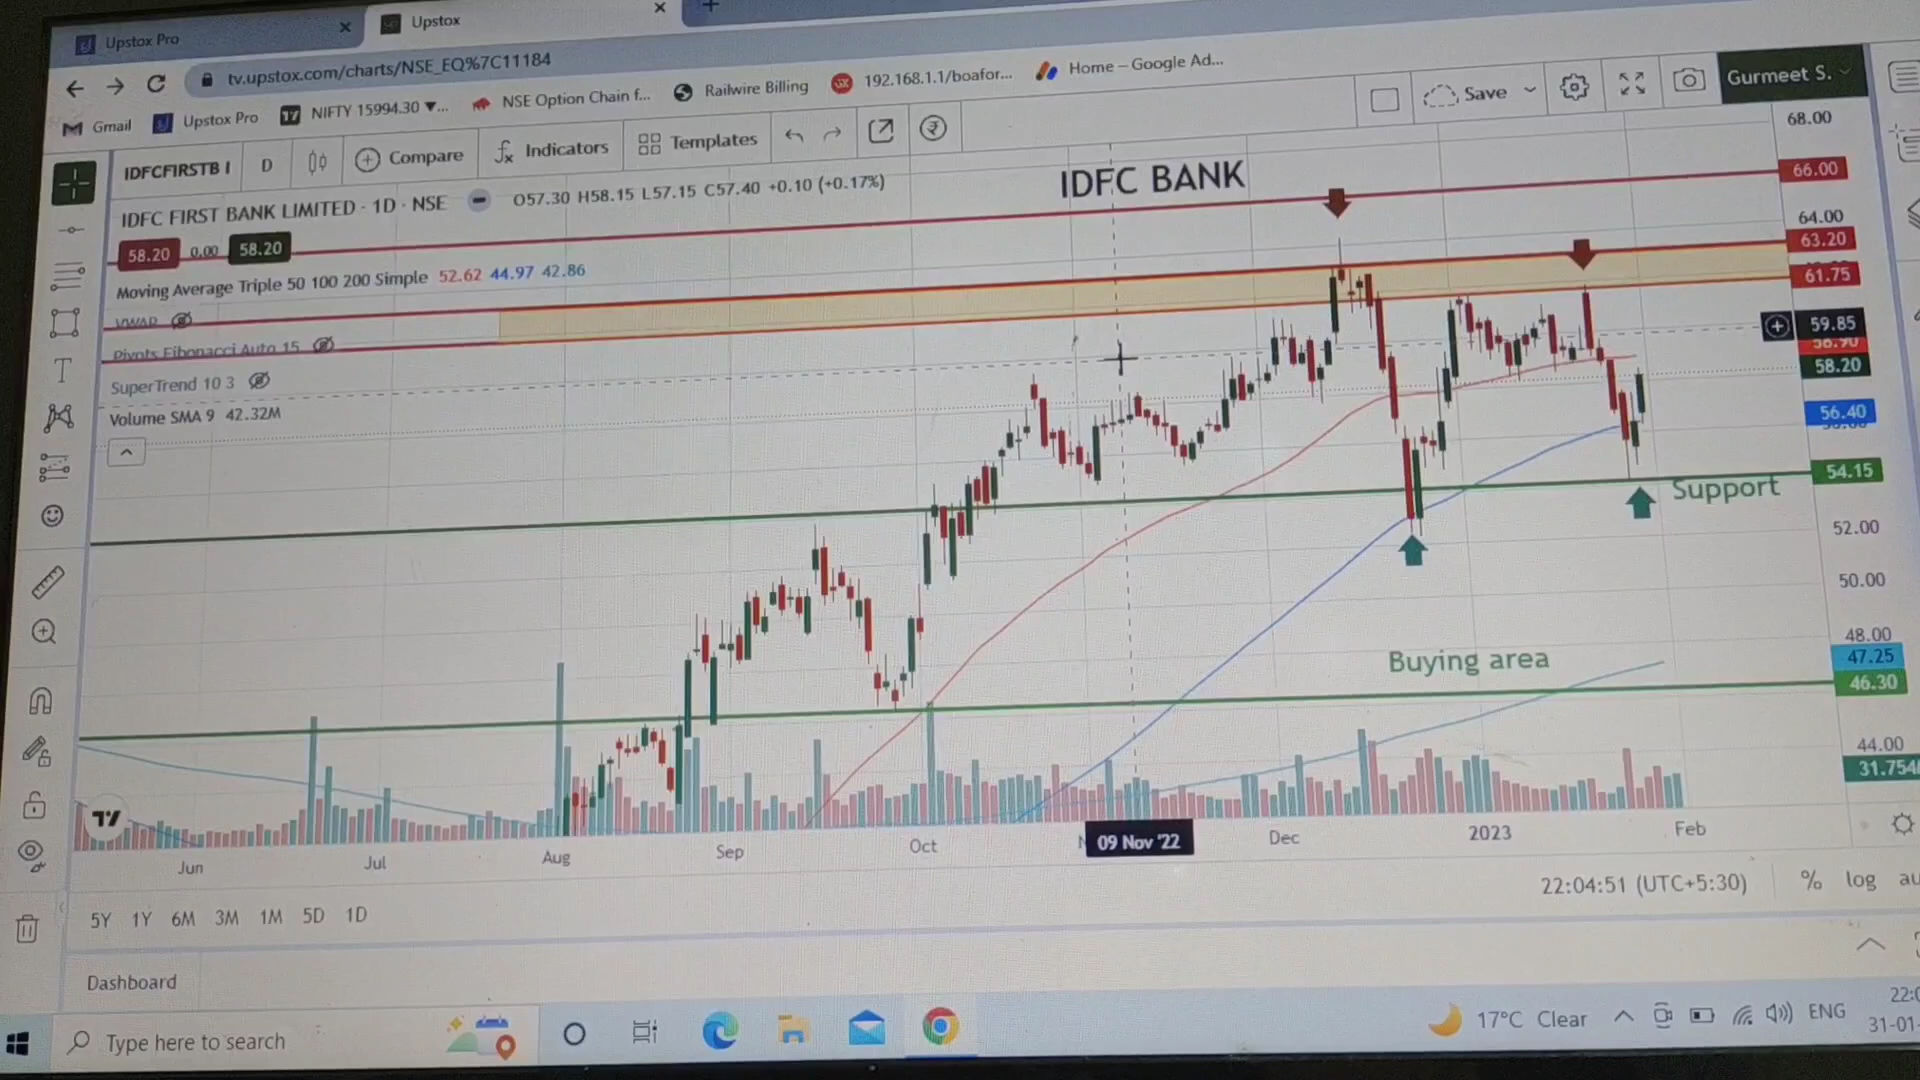 Upstox Pro
Upstox
tv.upstox.com/charts/NSE_EQ%7C11184
Gmail
Upstox Pro
NIFTY 15994.30 ▼...
NSE Option Chain f...
Railwire Billing
192.168.1.1/boafor...
Home – Google Ad...
IDFCFIRSTB I
D
Compare
Indicators
Templates
Save
Gurmeet S.
IDFC FIRST BANK LIMITED · 1D · NSE
O57.30 H58.15 L57.15 C57.40 +0.10 (+0.17%)
IDFC BANK
58.20
0.00
58.20
Moving Average Triple 50 100 200 Simple 52.62 44.97 42.86
VWAP
Pivots Fibonacci Auto 15
SuperTrend 10 3
Volume SMA 9 42.32M
68.00
66.00
64.00
63.20
61.75
59.85
58.20
56.40
54.15
Support
52.00
50.00
48.00
Buying area
47.25
46.30
44.00
31.754
Jun
Jul
Aug
Sep
Oct
09 Nov '22
Dec
2023
Feb
22:04:51 (UTC+5:30)
%
log
5Y 1Y 6M 3M 1M 5D 1D
Dashboard
Type here to search
17°C Clear
ENG